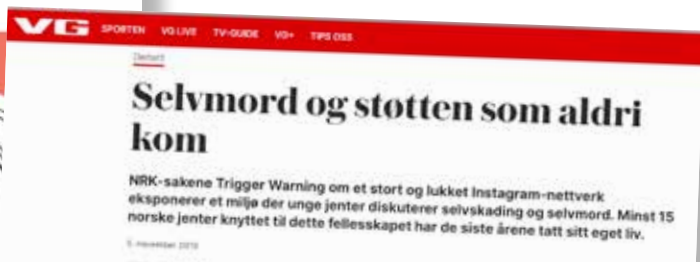 VG SPORTEN VG LIVE TV-GUIDE VG+ TIPS OSS
Debatt
Selvmord og støtten som aldri
kom
NRK-sakene Trigger Warning om et stort og lukket Instagram-nettverk
eksponerer et miljø der unge jenter diskuterer selvskading og selvmord. Minst 15
norske jenter knyttet til dette fellesskapet har de siste årene tatt sitt eget liv.
5. november 2019